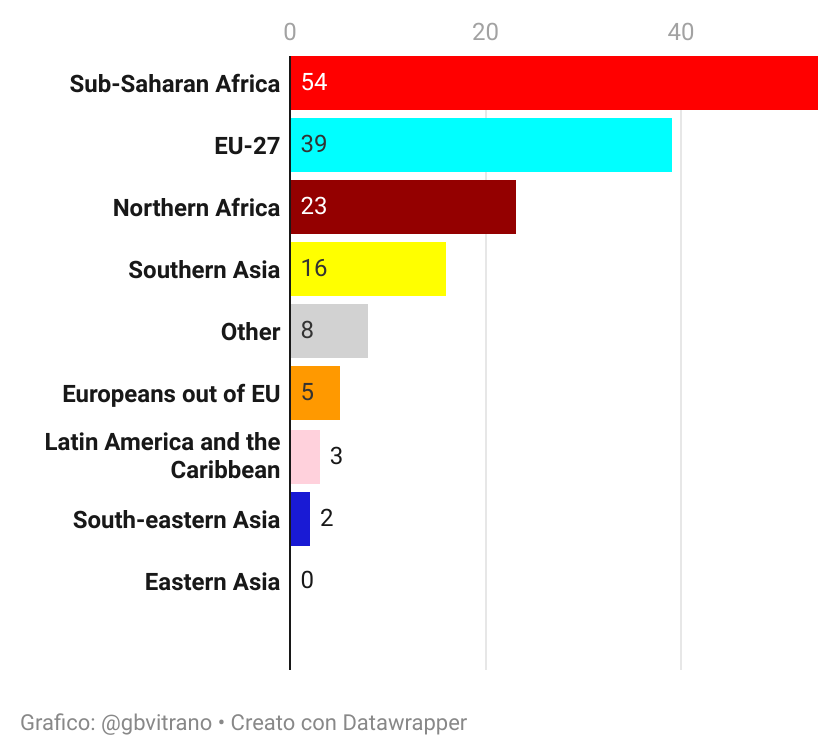 0 20 40
Sub-Saharan Africa 54
EU-27 39
Northern Africa 23
Southern Asia 16
Other 8
Europeans out of EU 5
Latin America and the
Caribbean 3
South-eastern Asia 2
Eastern Asia 0
Grafico: @gbvitrano • Creato con Datawrapper